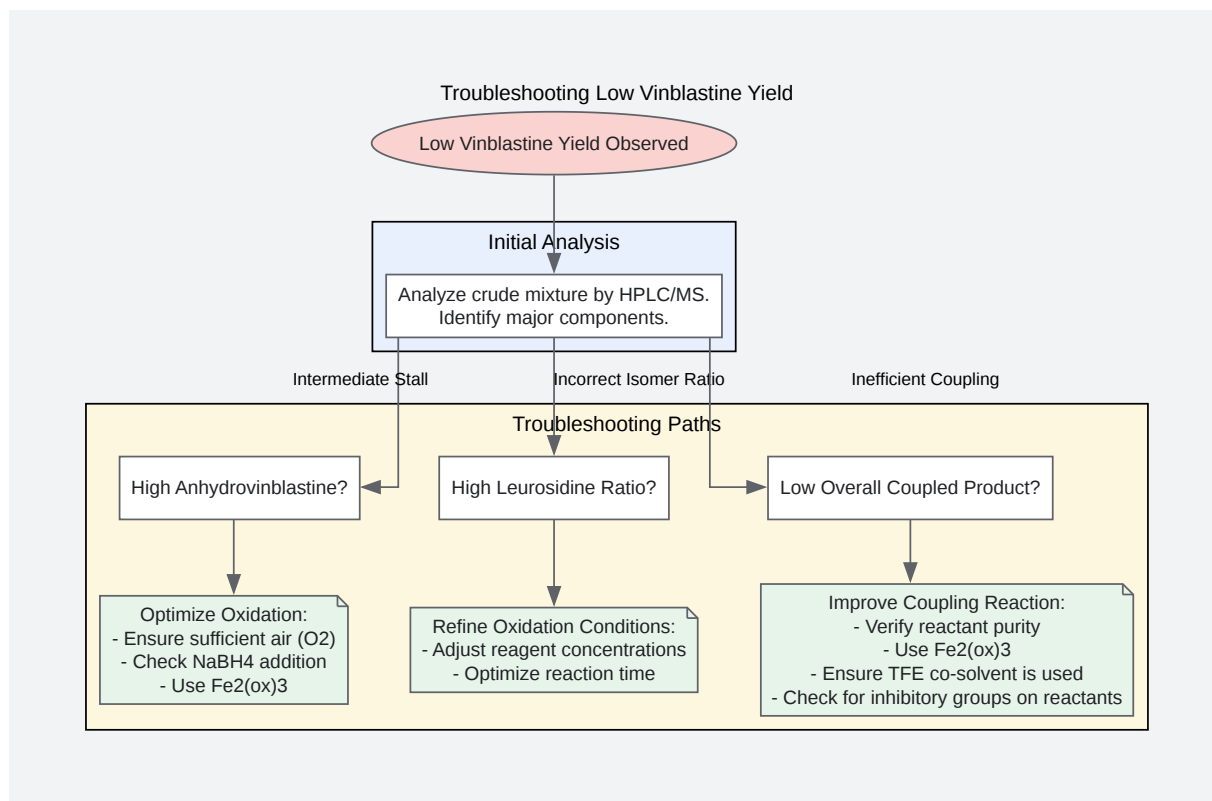 Troubleshooting Low Vinblastine Yield
Low Vinblastine Yield Observed
Initial Analysis
Analyze crude mixture by HPLC/MS.
Identify major components.
Intermediate Stall
Incorrect Isomer Ratio
Inefficient Coupling
Troubleshooting Paths
High Anhydrovinblastine?
High Leurosidine Ratio?
Low Overall Coupled Product?
Optimize Oxidation:
- Ensure sufficient air (O2)
- Check NaBH4 addition
- Use Fe2(ox)3
Refine Oxidation Conditions:
- Adjust reagent concentrations
- Optimize reaction time
Improve Coupling Reaction:
- Verify reactant purity
- Use Fe2(ox)3
- Ensure TFE co-solvent is used
- Check for inhibitory groups on reactants